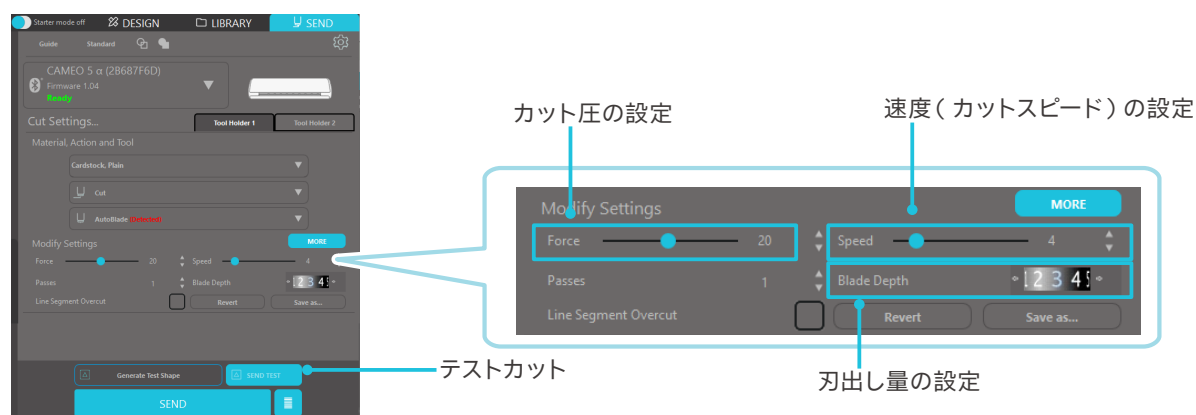 Starter mode off
DESIGN
LIBRARY
SEND
Guide
Standard
CAMEO 5 α (28687F6D)
Firmware 1.04
Ready
Cut Settings...
Tool Holder 1
Tool Holder 2
Material, Action and Tool
Cardstock, Plain
Cut
AutoBlade (Detected)
Modify Settings
MORE
Force 20
Speed 4
Passes 1
Blade Depth 2 3 4
Line Segment Overcut
Revert
Save as...
Generate Test Shape
SEND TEST
SEND
カット圧の設定
速度(カットスピード)の設定
Modify Settings
MORE
Force 20
Speed 4
Passes 1
Blade Depth 2 3 4
Line Segment Overcut
Revert
Save as...
テストカット
刃出し量の設定